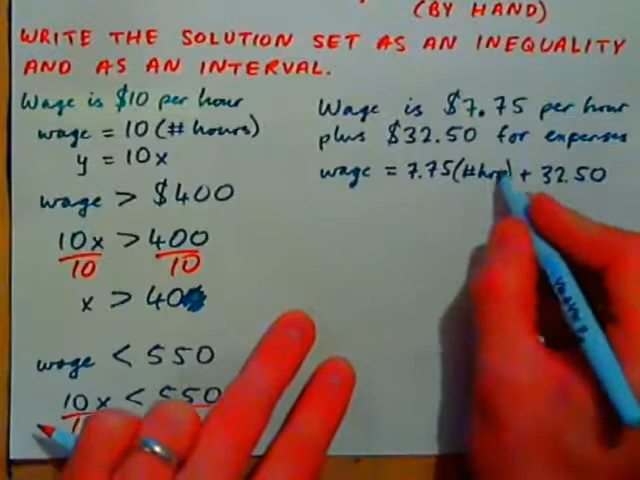 (BY HAND)
WRITE THE SOLUTION SET AS AN INEQUALITY
AND AS AN INTERVAL.
Wage is $10 per hour
wage = 10 (# hours)
y = 10x
wage > $400
10x > 400
10 10
x > 40
wage < 550
10x < 550
Wage is $7.75 per hour
plus $32.50 for expenses
wage = 7.75(#hrs) + 32.50